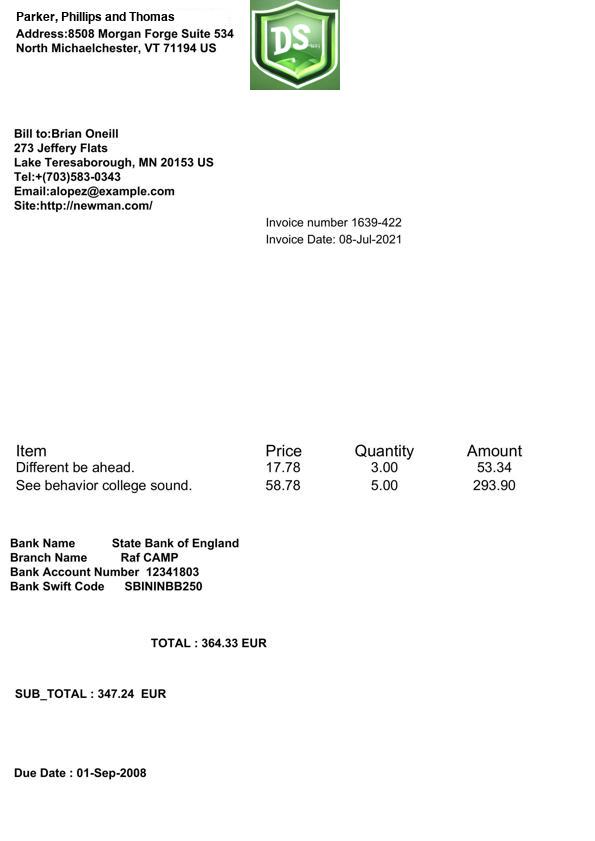 Parker, Phillips and Thomas
Address:8508 Morgan Forge Suite 534
North Michaelchester, VT 71194 US
DS
Bill to:Brian Oneill
273 Jeffery Flats
Lake Teresaborough, MN 20153 US
Tel:+(703)583-0343
Email:alopez@example.com
Site:http://newman.com/
Invoice number 1639-422
Invoice Date: 08-Jul-2021
Item Price Quantity Amount
Different be ahead. 17.78 3.00 53.34
See behavior college sound. 58.78 5.00 293.90
Bank Name State Bank of England
Branch Name Raf CAMP
Bank Account Number 12341803
Bank Swift Code SBININBB250
TOTAL : 364.33 EUR
SUB_TOTAL : 347.24 EUR
Due Date : 01-Sep-2008